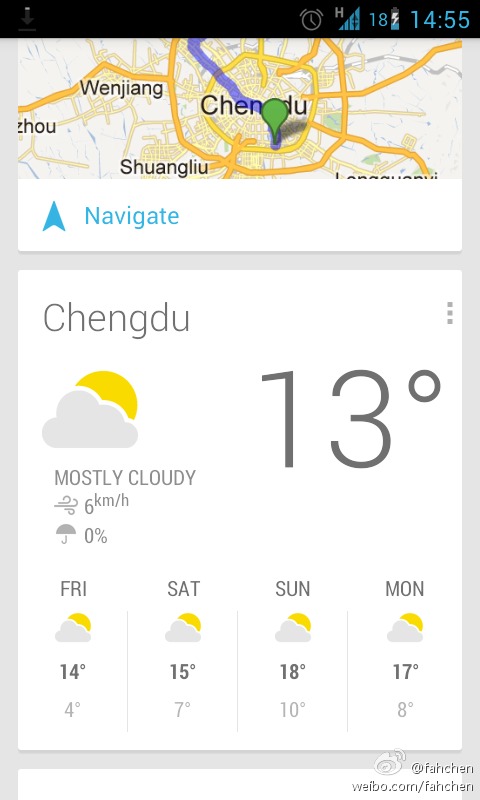 H 18 14:55
Wenjiang
Chengdu
zhou
Shuangliu
Longquanyi
Navigate
Chengdu
13°
MOSTLY CLOUDY
6km/h
0%
FRI SAT SUN MON
14° 15° 18° 17°
4° 7° 10° 8°
@fahchen
weibo.com/fahchen